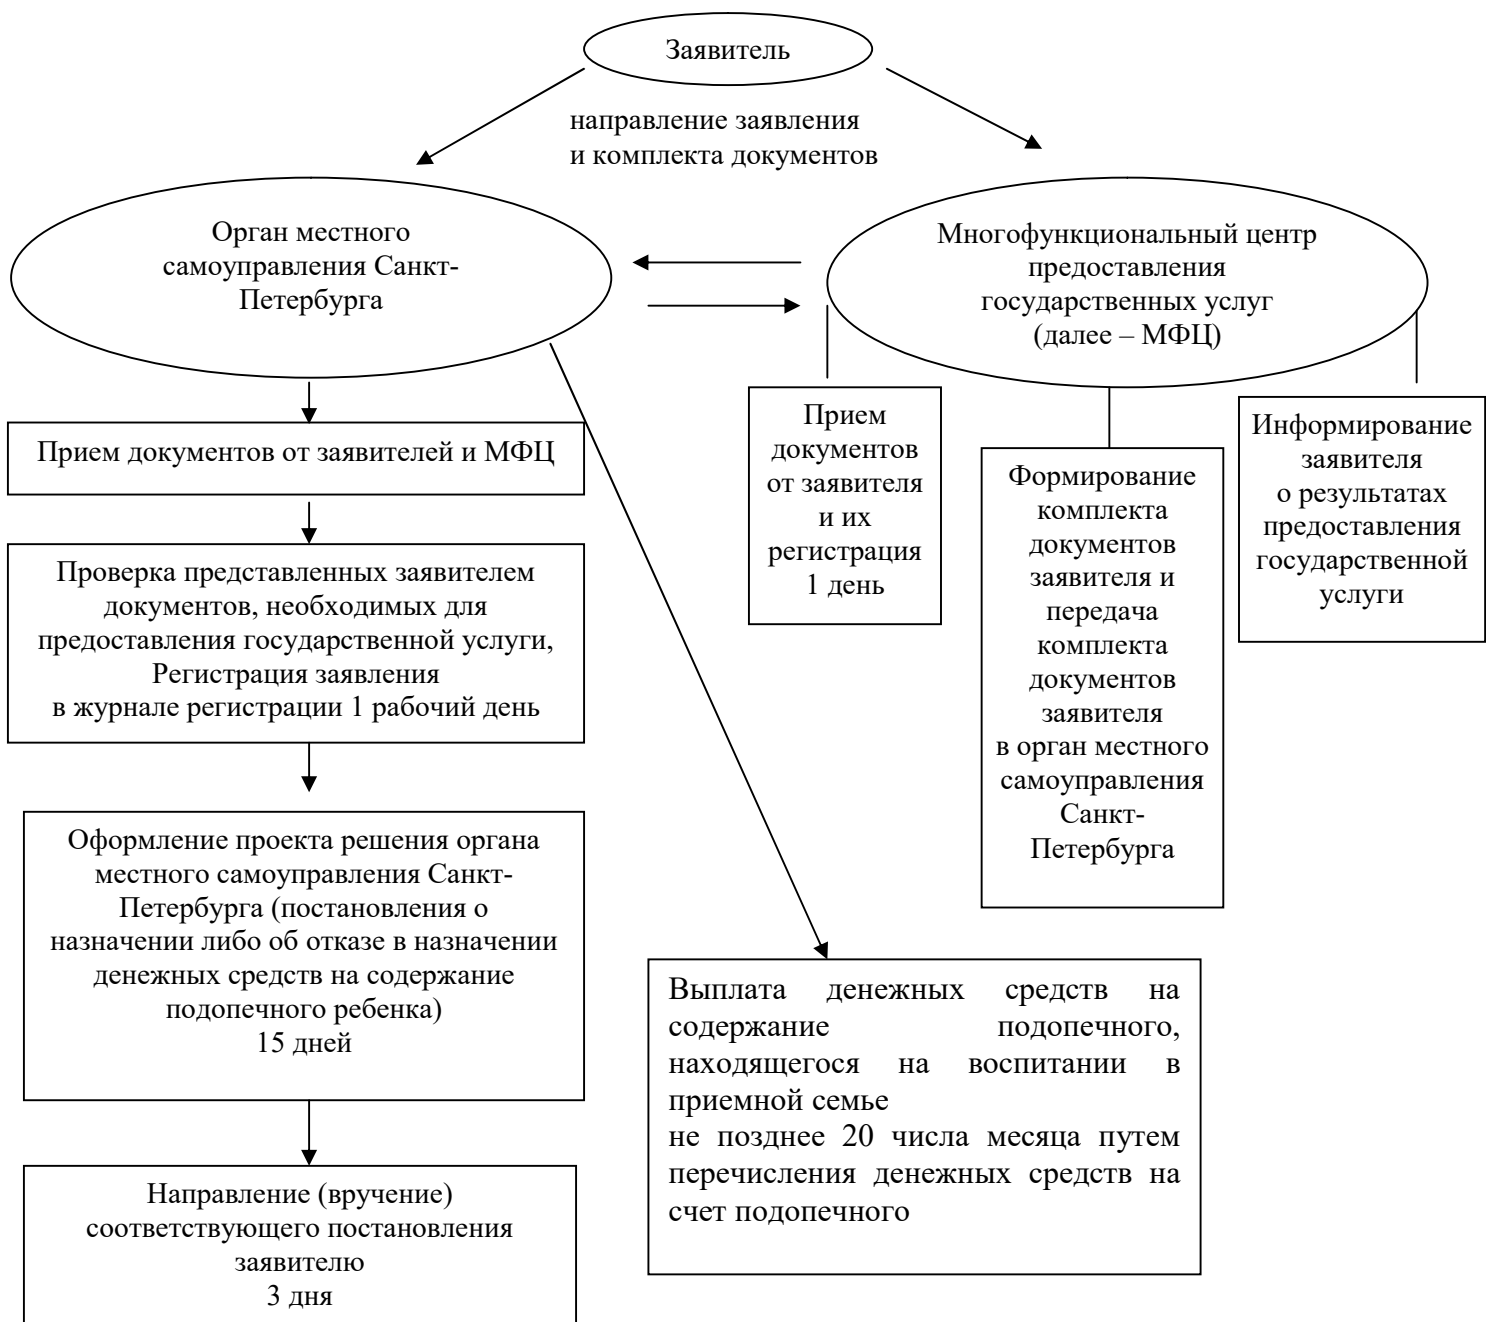 Заявитель
направление заявления
и комплекта документов
Орган местного
самоуправления Санкт-
Петербурга
Многофункциональный центр
предоставления
государственных услуг
(далее – МФЦ)
Прием документов от заявителей и МФЦ
Проверка представленных заявителем
документов, необходимых для
предоставления государственной услуги,
Регистрация заявления
в журнале регистрации 1 рабочий день
Оформление проекта решения органа
местного самоуправления Санкт-
Петербурга (постановления о
назначении либо об отказе в назначении
денежных средств на содержание
подопечного ребенка)
15 дней
Направление (вручение)
соответствующего постановления
заявителю
3 дня
Прием
документов
от заявителя
и их
регистрация
1 день
Формирование
комплекта
документов
заявителя и
передача
комплекта
документов
заявителя
в орган местного
самоуправления
Санкт-
Петербурга
Информирование
заявителя
о результатах
предоставления
государственной
услуги
Выплата денежных средств на
содержание подопечного,
находящегося на воспитании в
приемной семье
не позднее 20 числа месяца путем
перечисления денежных средств на
счет подопечного